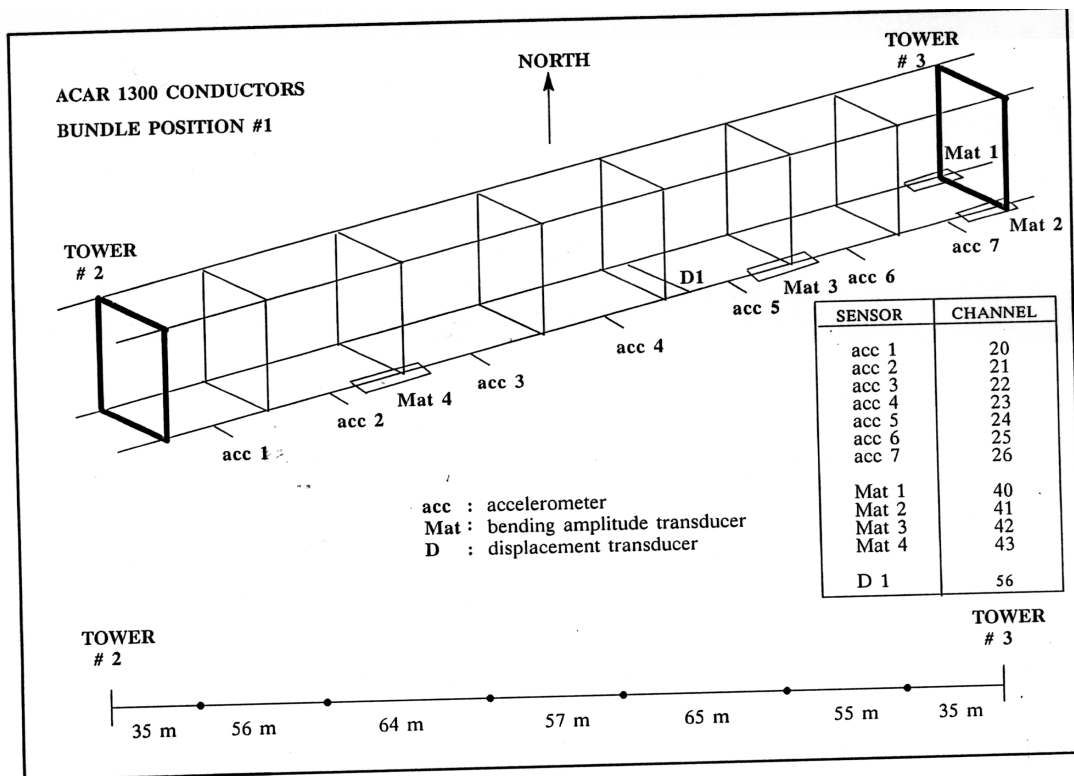 ACAR 1300 CONDUCTORS
BUNDLE POSITION #1
NORTH
TOWER
# 3
TOWER
# 2
Mat 1
Mat 2
acc 7
acc 6
Mat 3
acc 5
D1
acc 4
acc 3
Mat 4
acc 2
acc 1
acc : accelerometer
Mat : bending amplitude transducer
D : displacement transducer
SENSOR CHANNEL
acc 1 20
acc 2 21
acc 3 22
acc 4 23
acc 5 24
acc 6 25
acc 7 26
Mat 1 40
Mat 2 41
Mat 3 42
Mat 4 43
D 1 56
TOWER
# 2
TOWER
# 3
35 m 56 m 64 m 57 m 65 m 55 m 35 m